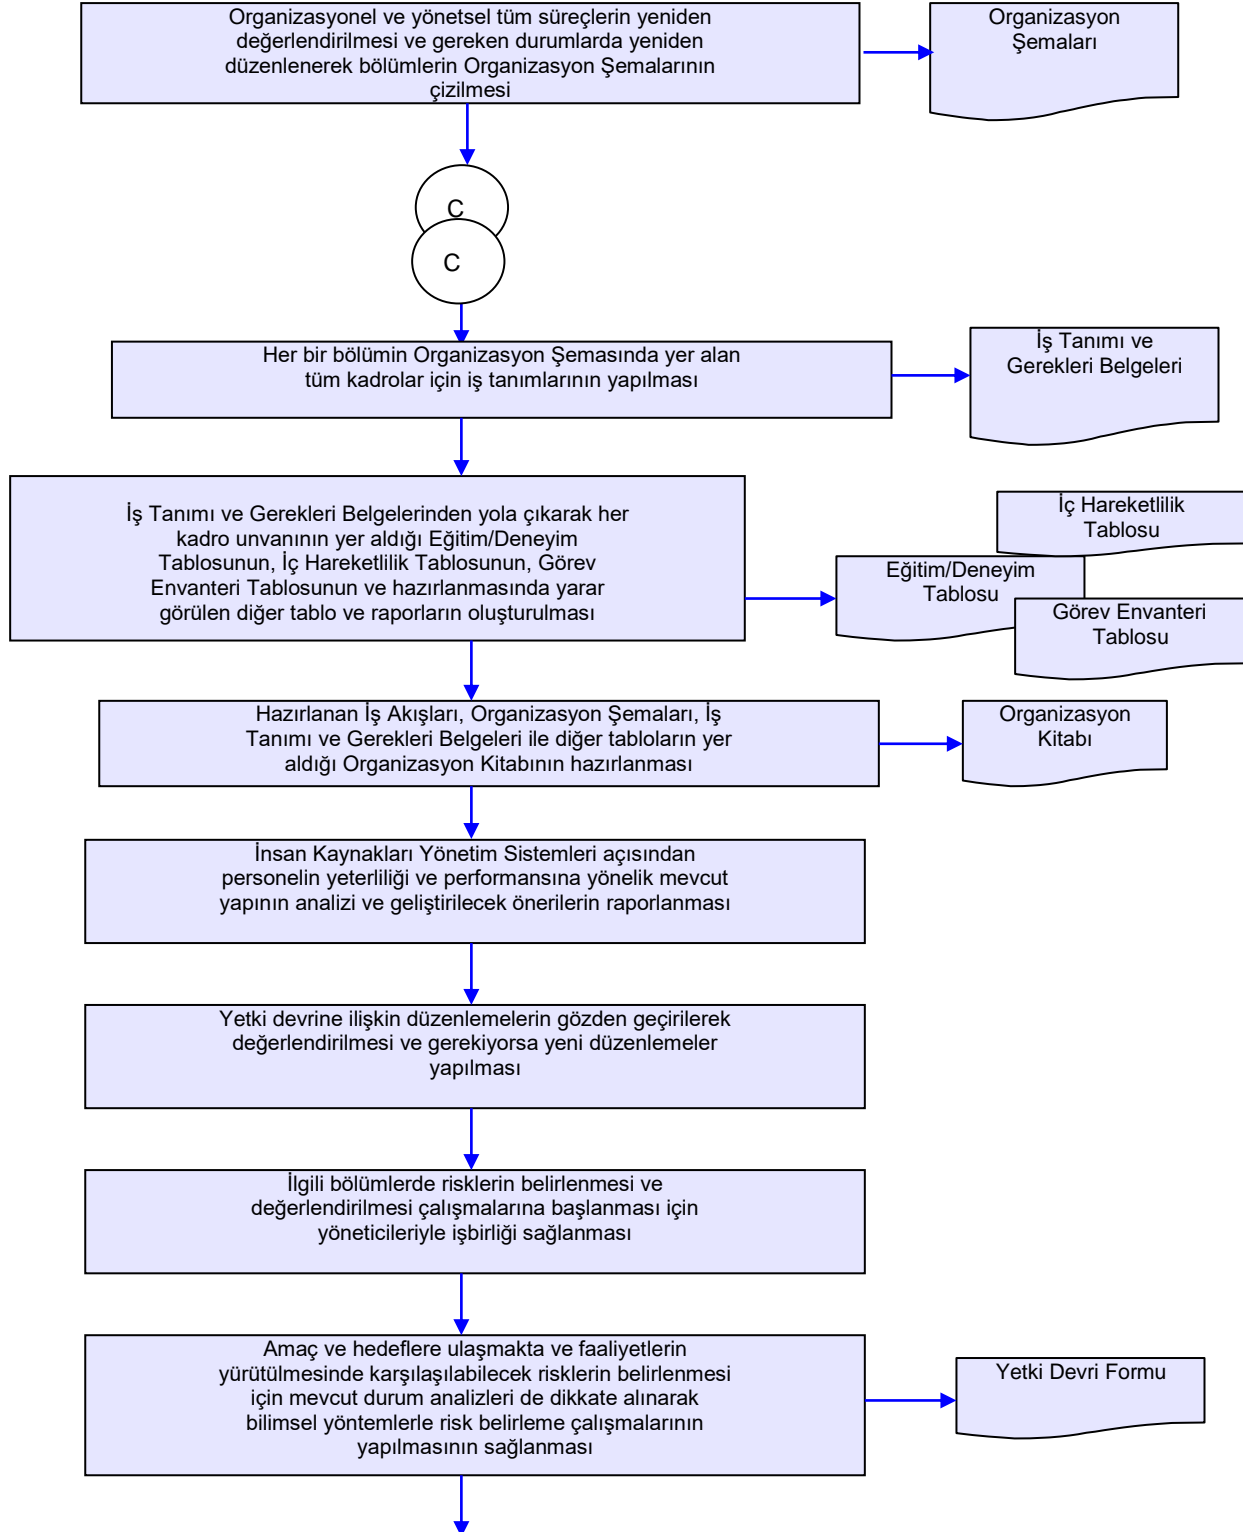 Organizasyonel ve yönetsel tüm süreçlerin yeniden
değerlendirilmesi ve gereken durumlarda yeniden
düzenlenerek bölümlerin Organizasyon Şemalarının
çizilmesi
Organizasyon
Şemaları
C
C
Her bir bölümin Organizasyon Şemasında yer alan
tüm kadrolar için iş tanımlarının yapılması
İş Tanımı ve
Gerekleri Belgeleri
İş Tanımı ve Gerekleri Belgelerinden yola çıkarak her
kadro unvanının yer aldığı Eğitim/Deneyim
Tablosunun, İç Hareketlilik Tablosunun, Görev
Envanteri Tablosunun ve hazırlanmasında yarar
görülen diğer tablo ve raporların oluşturulması
İç Hareketlilik
Tablosu
Eğitim/Deneyim
Tablosu
Görev Envanteri
Tablosu
Hazırlanan İş Akışları, Organizasyon Şemaları, İş
Tanımı ve Gerekleri Belgeleri ile diğer tabloların yer
aldığı Organizasyon Kitabının hazırlanması
Organizasyon
Kitabı
İnsan Kaynakları Yönetim Sistemleri açısından
personelin yeterliliği ve performansına yönelik mevcut
yapının analizi ve geliştirilecek önerilerin raporlanması
Yetki devrine ilişkin düzenlemelerin gözden geçirilerek
değerlendirilmesi ve gerekiyorsa yeni düzenlemeler
yapılması
İlgili bölümlerde risklerin belirlenmesi ve
değerlendirilmesi çalışmalarına başlanması için
yöneticileriyle işbirliği sağlanması
Amaç ve hedeflere ulaşmakta ve faaliyetlerin
yürütülmesinde karşılaşılabilecek risklerin belirlenmesi
için mevcut durum analizleri de dikkate alınarak
bilimsel yöntemlerle risk belirleme çalışmalarının
yapılmasının sağlanması
Yetki Devri Formu